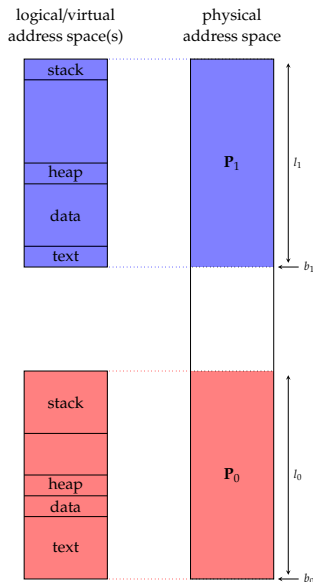 logical/virtual
address space(s)
physical
address space
stack
heap
data
text
P₁
l₁
b₁
stack
heap
data
text
P₀
l₀
b₀